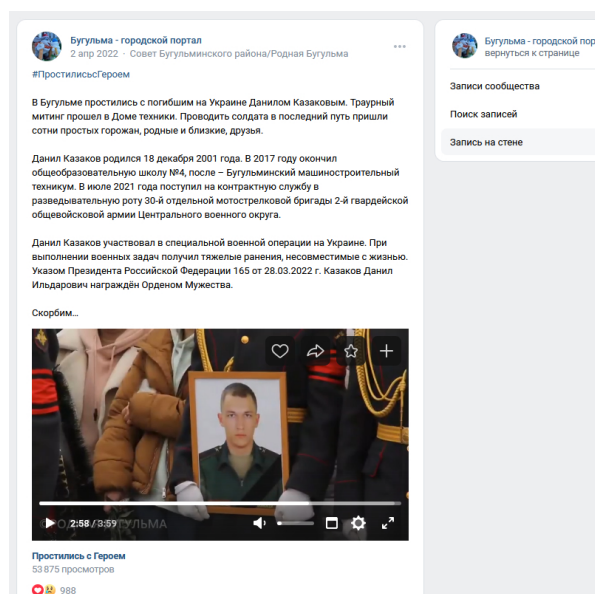 Бугульма - городской портал
2 апр 2022 · Совет Бугульминского района/Родная Бугульма
#ПростилисьсГероем
В Бугульме простились с погибшим на Украине Данилом Казаковым. Траурный
митинг прошел в Доме техники. Проводить солдата в последний путь пришли
сотни простых горожан, родные и близкие, друзья.
Данил Казаков родился 18 декабря 2001 года. В 2017 году окончил
общеобразовательную школу №4, после – Бугульминский машиностроительный
техникум. В июле 2021 года поступил на контрактную службу в
разведывательную роту 30-й отдельной мотострелковой бригады 2-й гвардейской
общевойсковой армии Центрального военного округа.
Данил Казаков участвовал в специальной военной операции на Украине. При
выполнении военных задач получил тяжелые ранения, несовместимые с жизнью.
Указом Президента Российской Федерации 165 от 28.03.2022 г. Казаков Данил
Ильдарович награждён Орденом Мужества.
Скорбим…
2:58 / 3:59
Простились с Героем
53 875 просмотров
988
Бугульма - городской пор
вернуться к странице
Записи сообщества
Поиск записей
Запись на стене